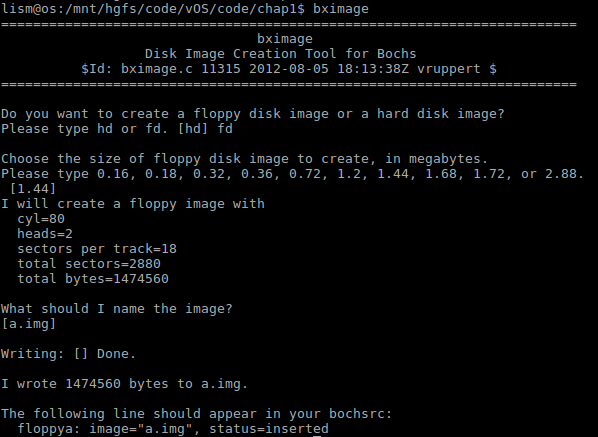 lism@os:/mnt/hgfs/code/vOS/code/chap1$ bximage
========================================================================
bximage
Disk Image Creation Tool for Bochs
$Id: bximage.c 11315 2012-08-05 18:13:38Z vruppert $
========================================================================
Do you want to create a floppy disk image or a hard disk image?
Please type hd or fd. [hd] fd
Choose the size of floppy disk image to create, in megabytes.
Please type 0.16, 0.18, 0.32, 0.36, 0.72, 1.2, 1.44, 1.68, 1.72, or 2.88.
[1.44]
I will create a floppy image with
cyl=80
heads=2
sectors per track=18
total sectors=2880
total bytes=1474560
What should I name the image?
[a.img]
Writing: [] Done.
I wrote 1474560 bytes to a.img.
The following line should appear in your bochsrc:
floppya: image="a.img", status=inserted